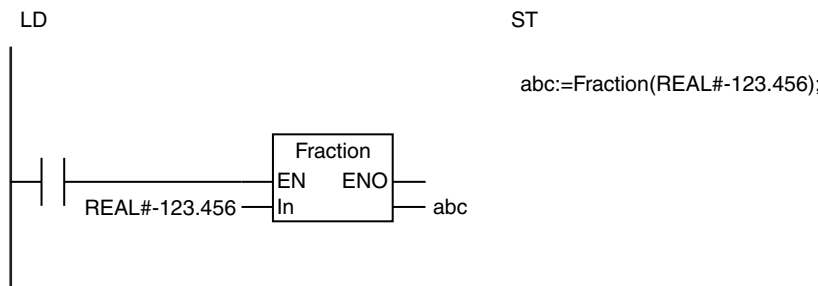 LD
ST
abc:=Fraction(REAL#-123.456);
Fraction
EN ENO
REAL#-123.456 In abc